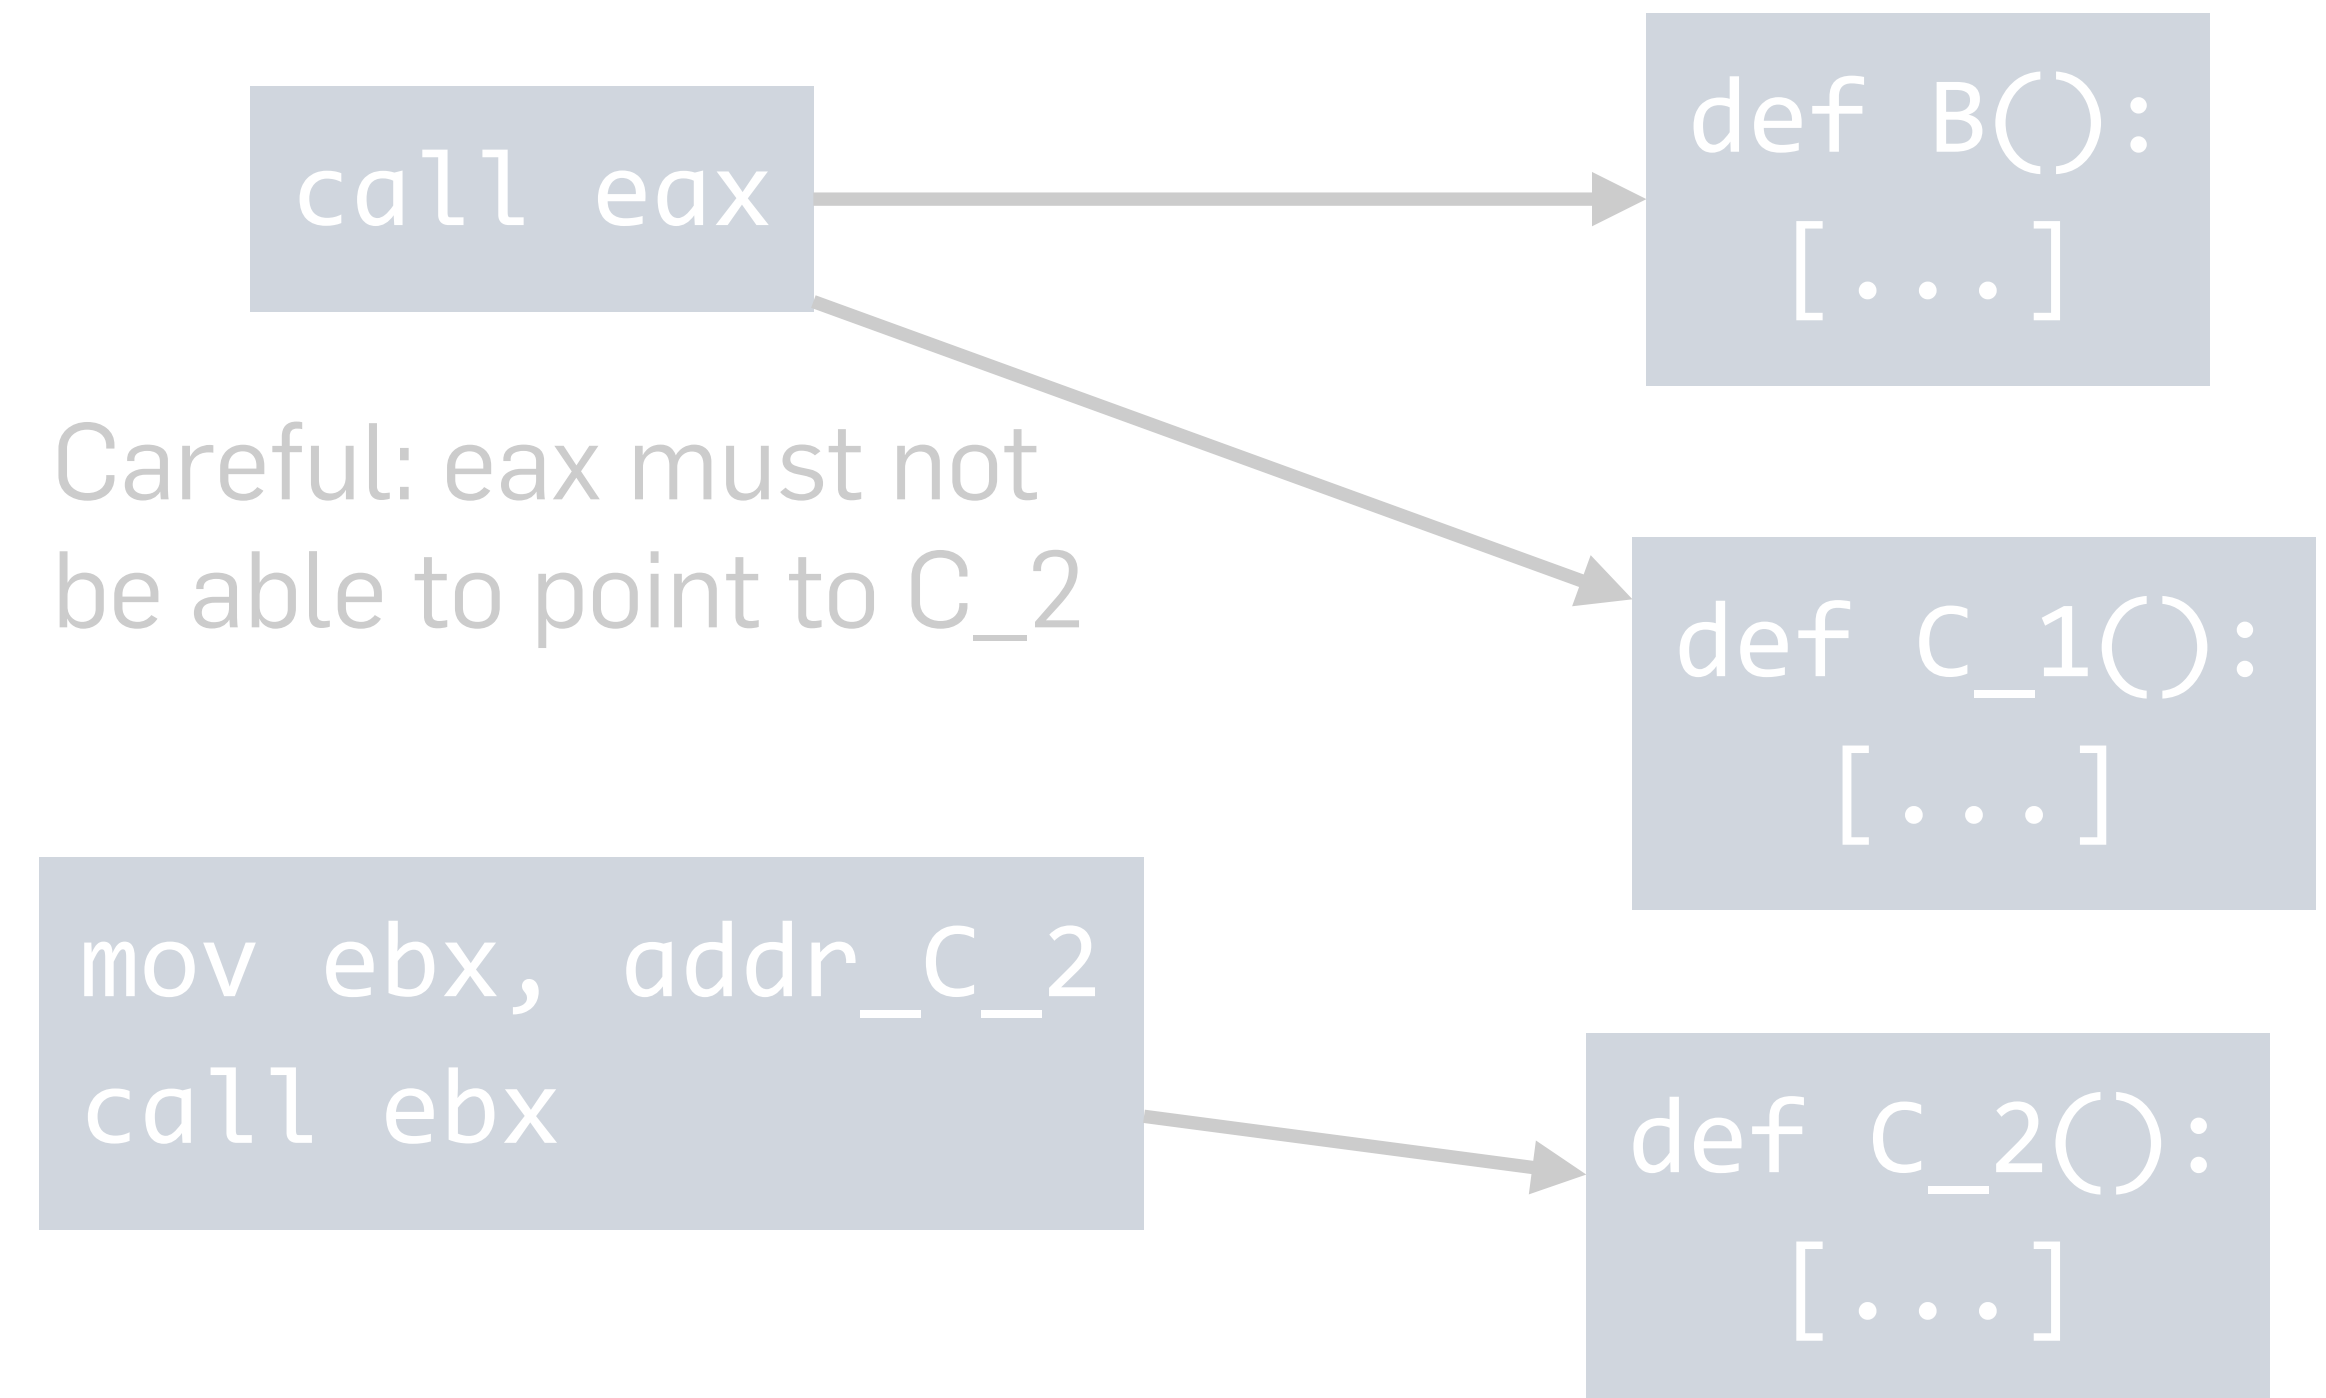 call eax
def B():
[...]
Careful: eax must not
be able to point to C_2
def C_1():
[...]
mov ebx, addr_C_2
call ebx
def C_2():
[...]